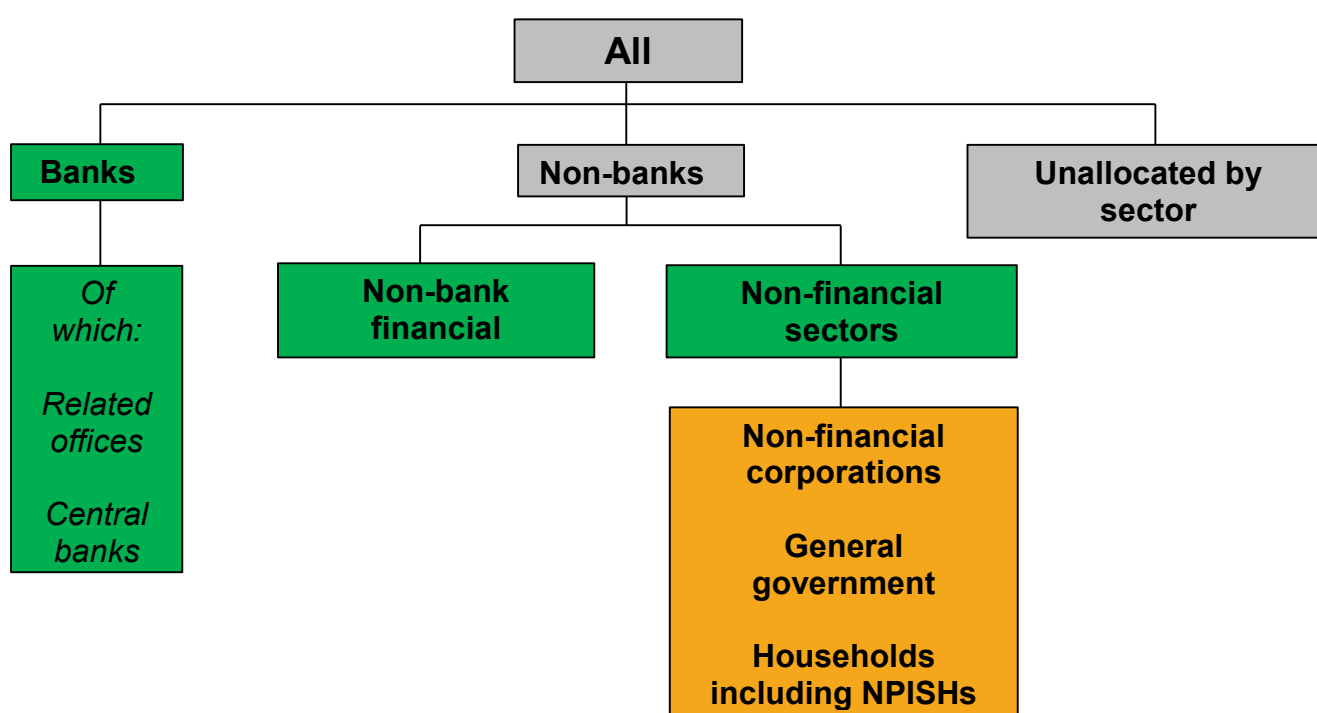 All
Banks
Non-banks
Unallocated by
sector
Of
which:
Related
offices
Central
banks
Non-bank
financial
Non-financial
sectors
Non-financial
corporations
General
government
Households
including NPISHs